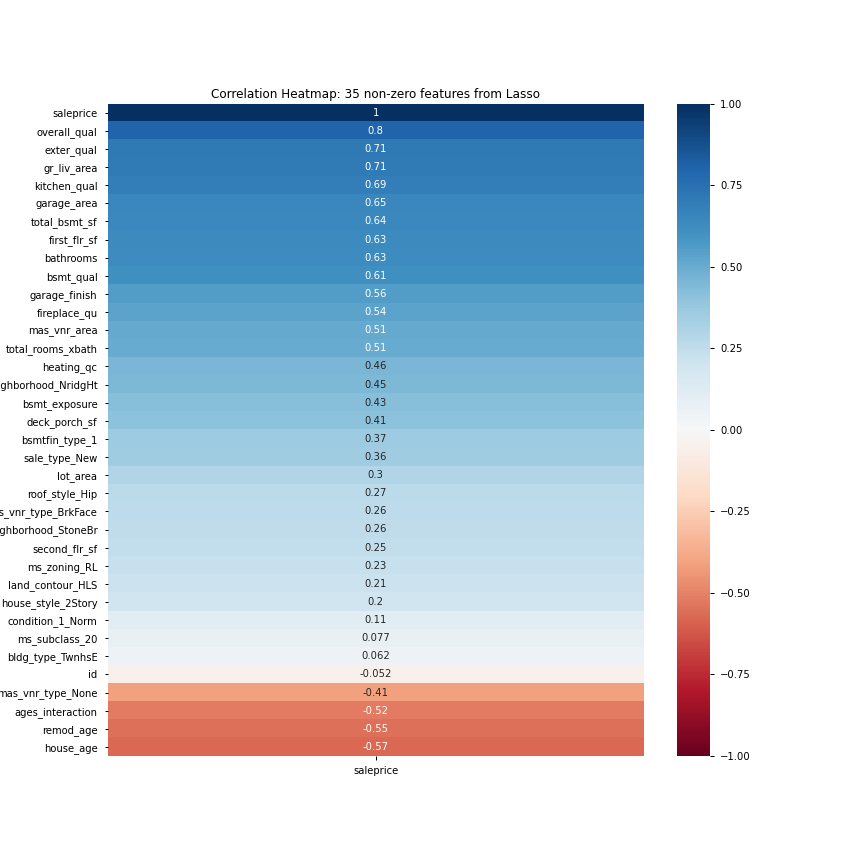 Correlation Heatmap: 35 non-zero features from Lasso
saleprice 1
overall_qual 0.8
exter_qual 0.71
gr_liv_area 0.71
kitchen_qual 0.69
garage_area 0.65
total_bsmt_sf 0.64
first_flr_sf 0.63
bathrooms 0.63
bsmt_qual 0.61
garage_finish 0.56
fireplace_qu 0.54
mas_vnr_area 0.51
total_rooms_xbath 0.51
heating_qc 0.46
ghborhood_NridgHt 0.45
bsmt_exposure 0.43
deck_porch_sf 0.41
bsmtfin_type_1 0.37
sale_type_New 0.36
lot_area 0.3
roof_style_Hip 0.27
s_vnr_type_BrkFace 0.26
ghborhood_StoneBr 0.26
second_flr_sf 0.25
ms_zoning_RL 0.23
land_contour_HLS 0.21
house_style_2Story 0.2
condition_1_Norm 0.11
ms_subclass_20 0.077
bldg_type_TwnhsE 0.062
id -0.052
mas_vnr_type_None -0.41
ages_interaction -0.52
remod_age -0.55
house_age -0.57
saleprice
1.00
0.75
0.50
0.25
0.00
−0.25
−0.50
−0.75
−1.00